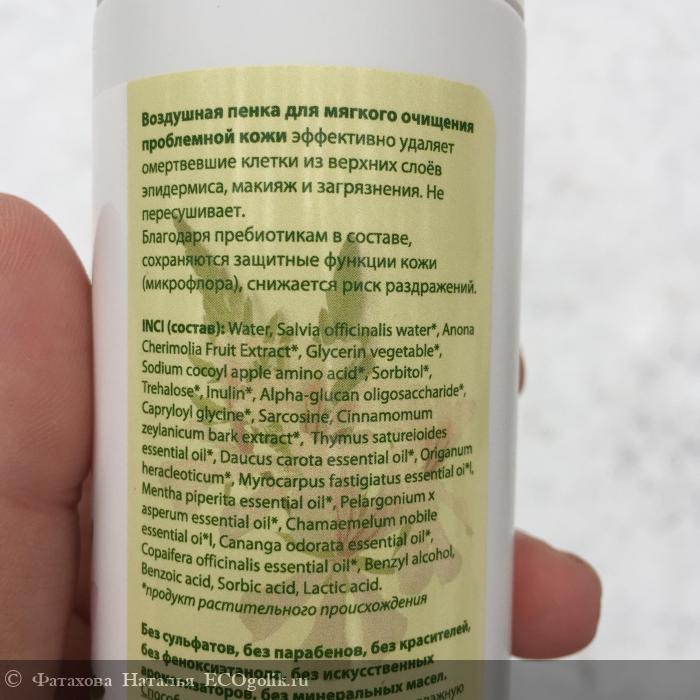 Воздушная пенка для мягкого очищения
проблемной кожи эффективно удаляет
омертвевшие клетки из верхних слоёв
эпидермиса, макияж и загрязнения. Не
пересушивает.
Благодаря пребиотикам в составе,
сохраняются защитные функции кожи
(микрофлора), снижается риск раздражений.
INCI (состав): Water, Salvia officinalis water*, Anona
Cherimolia Fruit Extract*, Glycerin vegetable*,
Sodium cocoyl apple amino acid*, Sorbitol*,
Trehalose*, Inulin*, Alpha-glucan oligosaccharide*,
Capryloyl glycine*, Sarcosine, Cinnamomum
zeylanicum bark extract*, Thymus satureioides
essential oil*, Daucus carota essential oil*, Origanum
heracleoticum*, Myrocarpus fastigiatus essential oi*l,
Mentha piperita essential oil*, Pelargonium x
asperum essential oil*, Chamaemelum nobile
essential oi*l, Cananga odorata essential oil*,
Copaifera officinalis essential oil*, Benzyl alcohol,
Benzoic acid, Sorbic acid, Lactic acid.
*продукт растительного происхождения
Без сульфатов, без парабенов, без красителей,
без феноксиэтанола, без искусственных
ароматизаторов, без минеральных масел.
© Фатахова Наталья ECOgolik.ru